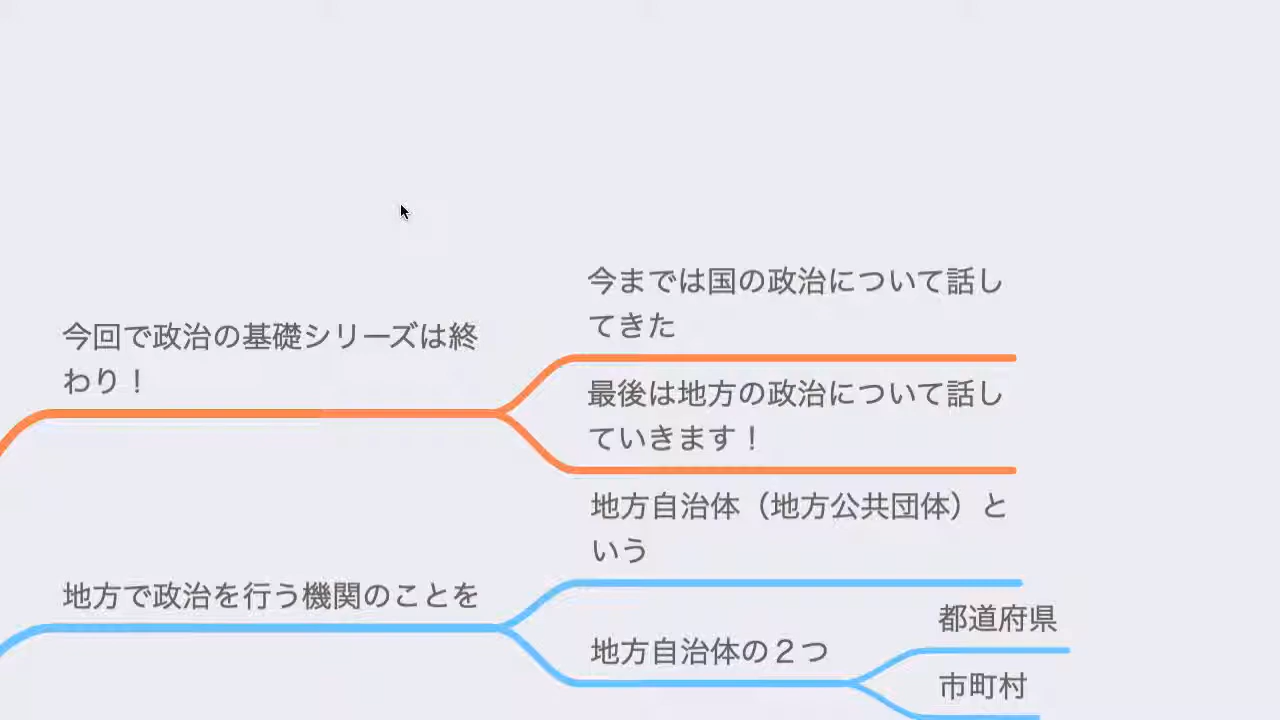 今回で政治の基礎シリーズは終
わり！
今までは国の政治について話し
てきた
最後は地方の政治について話し
ていきます！
地方で政治を行う機関のことを
地方自治体（地方公共団体）と
いう
地方自治体の２つ
都道府県
市町村